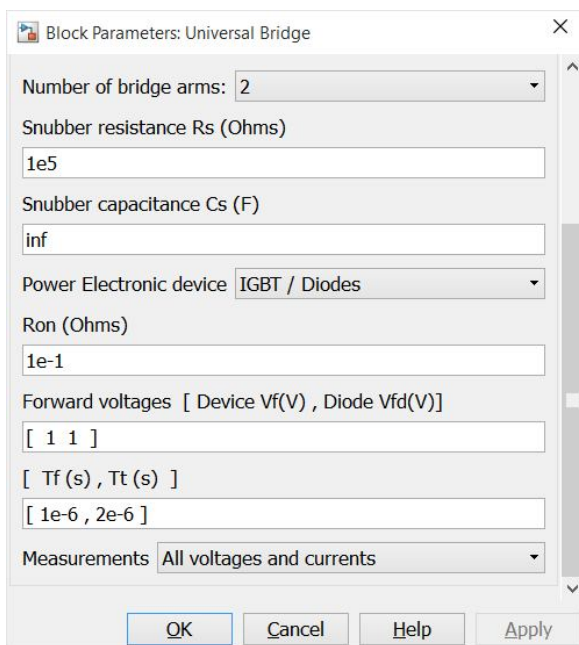 Block Parameters: Universal Bridge
Number of bridge arms: 2
Snubber resistance Rs (Ohms)
1e5
Snubber capacitance Cs (F)
inf
Power Electronic device IGBT / Diodes
Ron (Ohms)
1e-1
Forward voltages [ Device Vf(V) , Diode Vfd(V)]
[ 1 1 ]
[ Tf (s) , Tt (s) ]
[ 1e-6 , 2e-6 ]
Measurements All voltages and currents
OK Cancel Help Apply